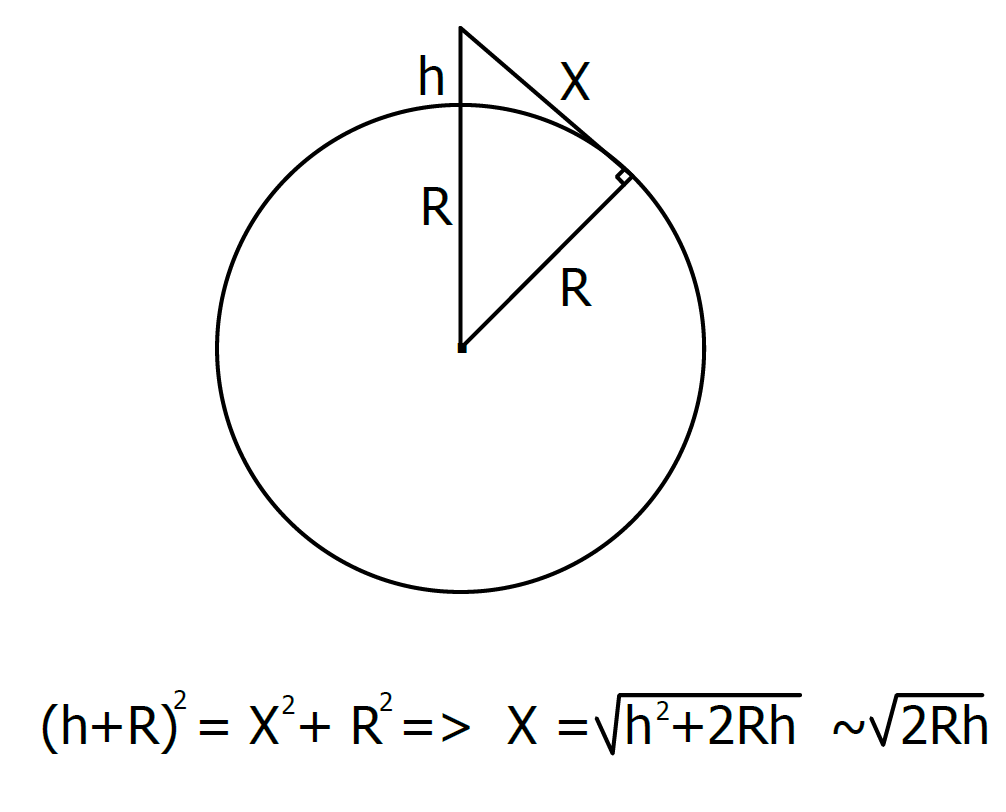 h
X
R
R
(h+R)² = X²+ R² => X = √h²+2Rh ~√2Rh